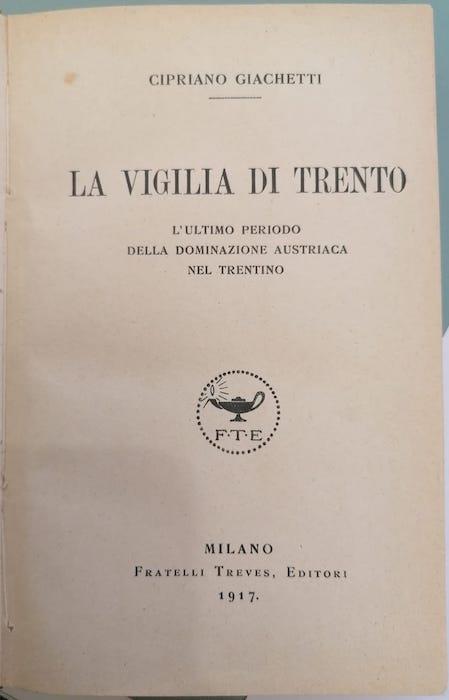 CIPRIANO GIACHETTI
LA VIGILIA DI TRENTO
L'ULTIMO PERIODO
DELLA DOMINAZIONE AUSTRIACA
NEL TRENTINO
F·T·E
MILANO
FRATELLI TREVES, EDITORI
1917.